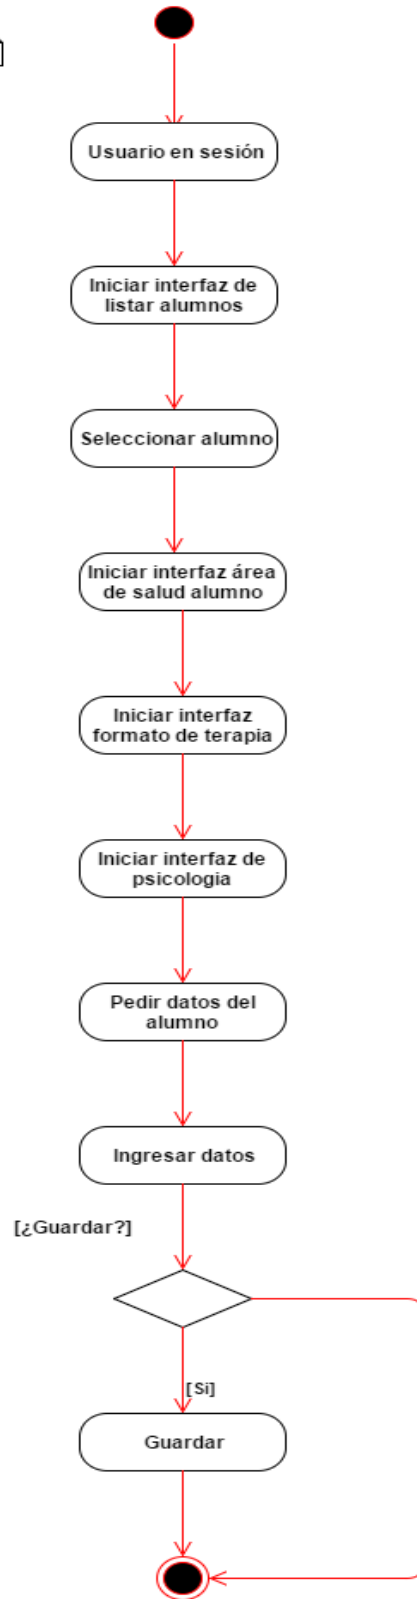 Usuario en sesión
Iniciar interfaz de
listar alumnos
Seleccionar alumno
Iniciar interfaz área
de salud alumno
Iniciar interfaz
formato de terapia
Iniciar interfaz de
psicologia
Pedir datos del
alumno
Ingresar datos
[¿Guardar?]
[Si]
Guardar